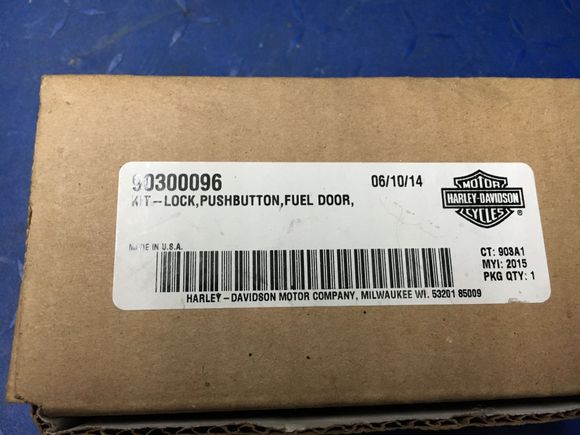 90300096
06/10/14
KIT-LOCK,PUSHBUTTON,FUEL DOOR,
MOTOR
HARLEY-DAVIDSON
CYCLES ®
MADE IN U.S.A.
CT: 903A1
MYI: 2015
PKG QTY: 1
HARLEY-DAVIDSON MOTOR COMPANY, MILWAUKEE WI. 53201 85009